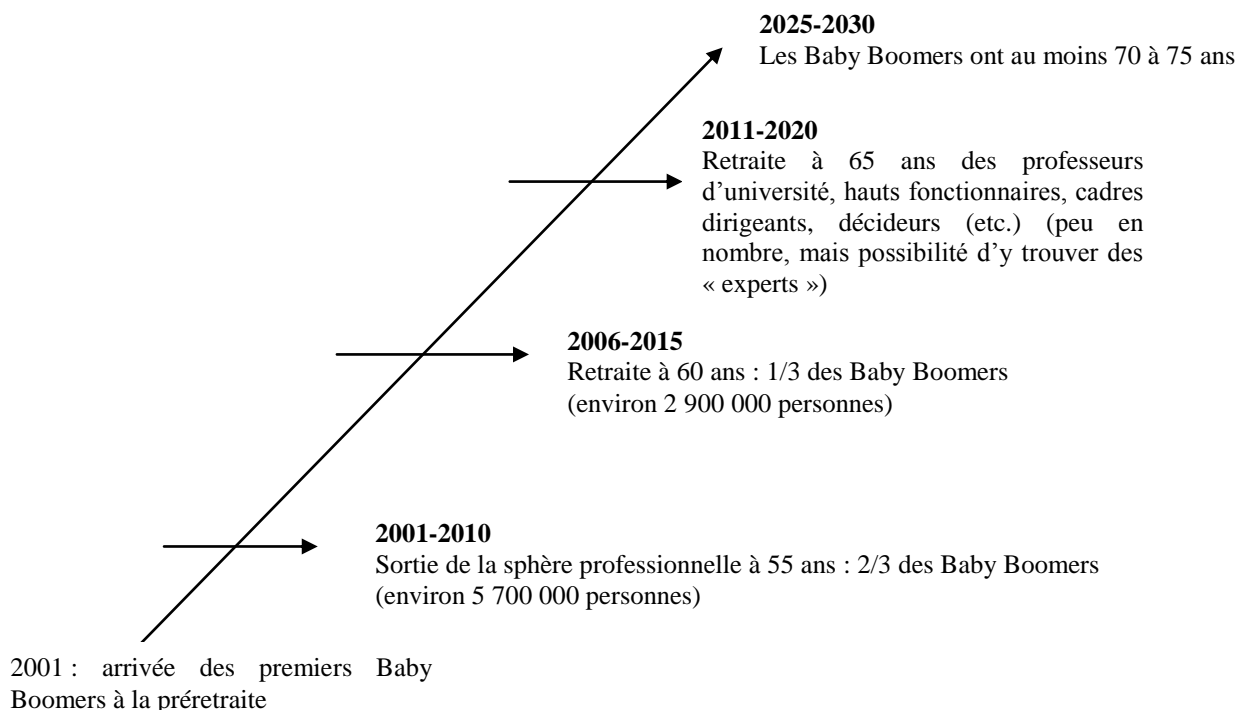 2025-2030
Les Baby Boomers ont au moins 70 à 75 ans
2011-2020
Retraite à 65 ans des professeurs
d’université, hauts fonctionnaires, cadres
dirigeants, décideurs (etc.) (peu en
nombre, mais possibilité d’y trouver des
« experts »)
2006-2015
Retraite à 60 ans : 1/3 des Baby Boomers
(environ 2 900 000 personnes)
2001-2010
Sortie de la sphère professionnelle à 55 ans : 2/3 des Baby Boomers
(environ 5 700 000 personnes)
2001 : arrivée des premiers Baby
Boomers à la préretraite